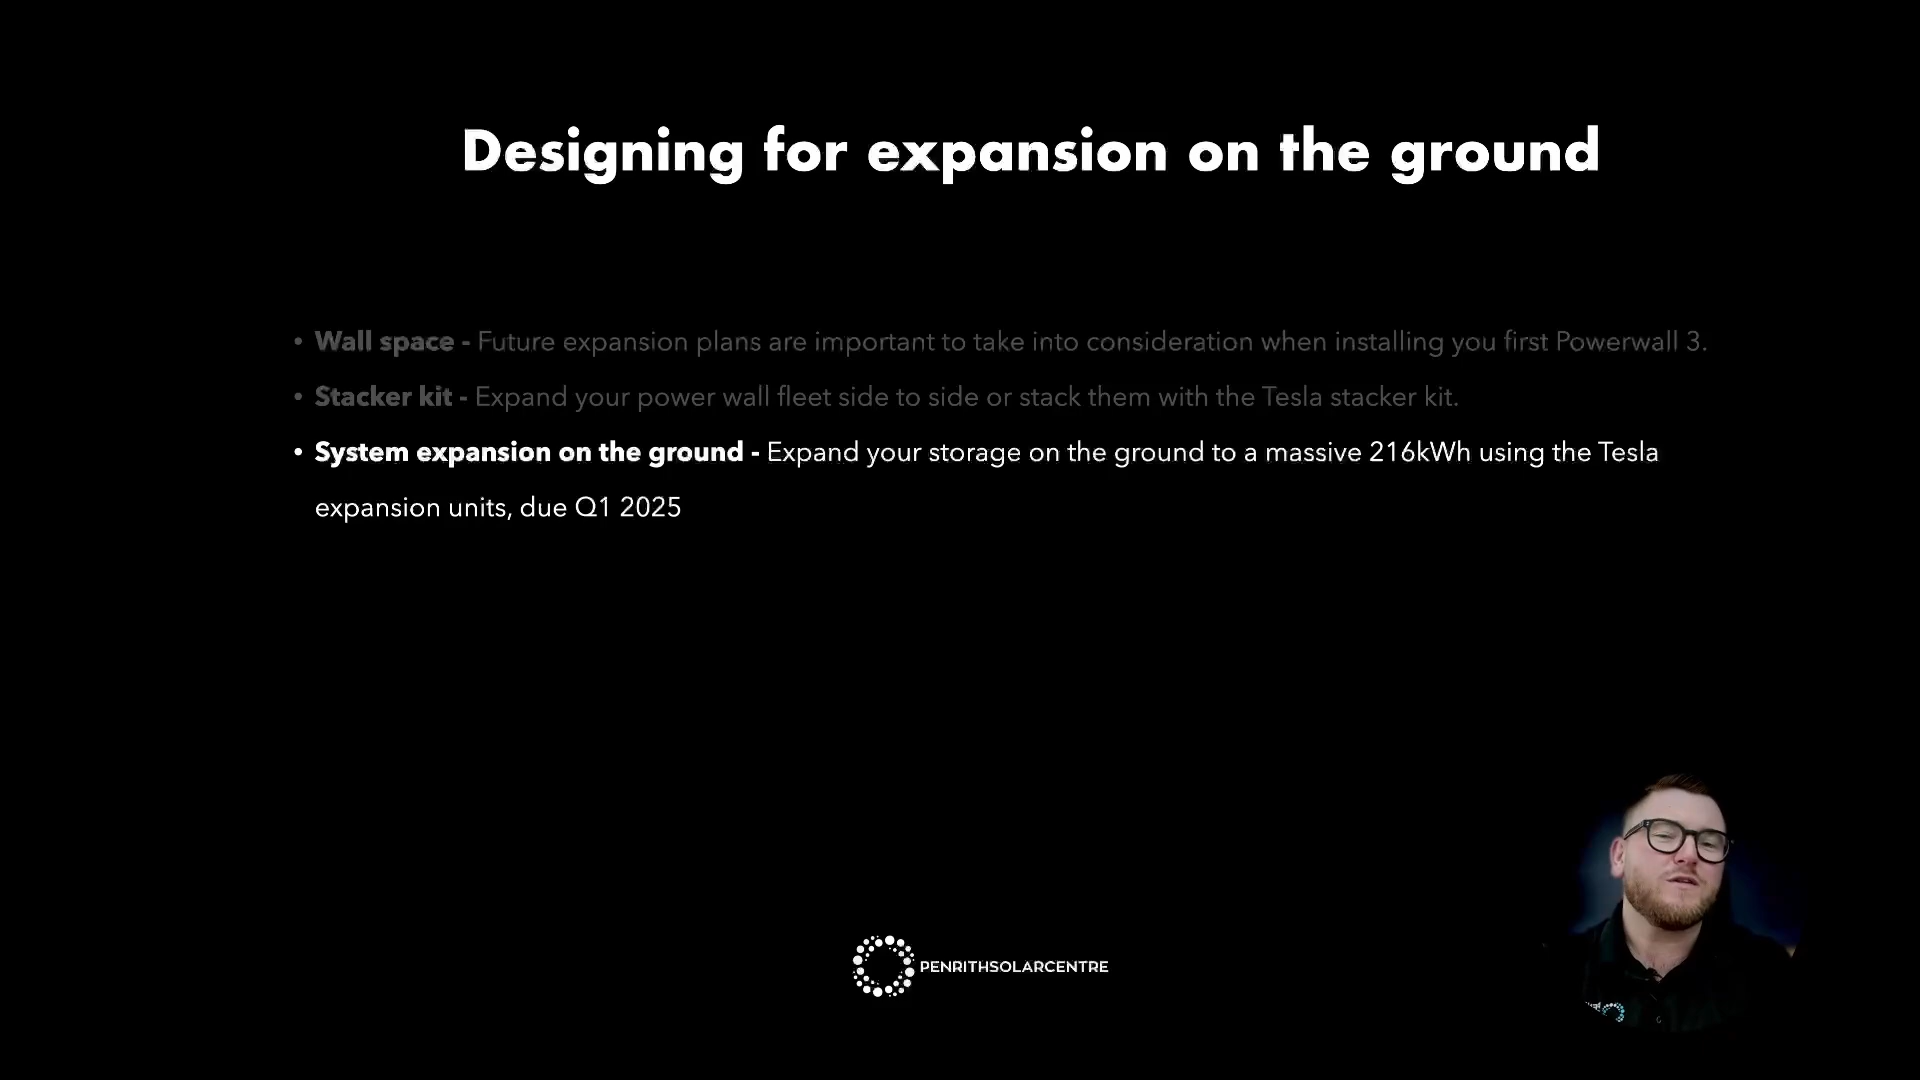 Designing for expansion on the ground
• Wall space - Future expansion plans are important to take into consideration when installing you first Powerwall 3.
• Stacker kit - Expand your power wall fleet side to side or stack them with the Tesla stacker kit.
• System expansion on the ground - Expand your storage on the ground to a massive 216kWh using the Tesla
expansion units, due Q1 2025
PENRITHSOLARCENTRE